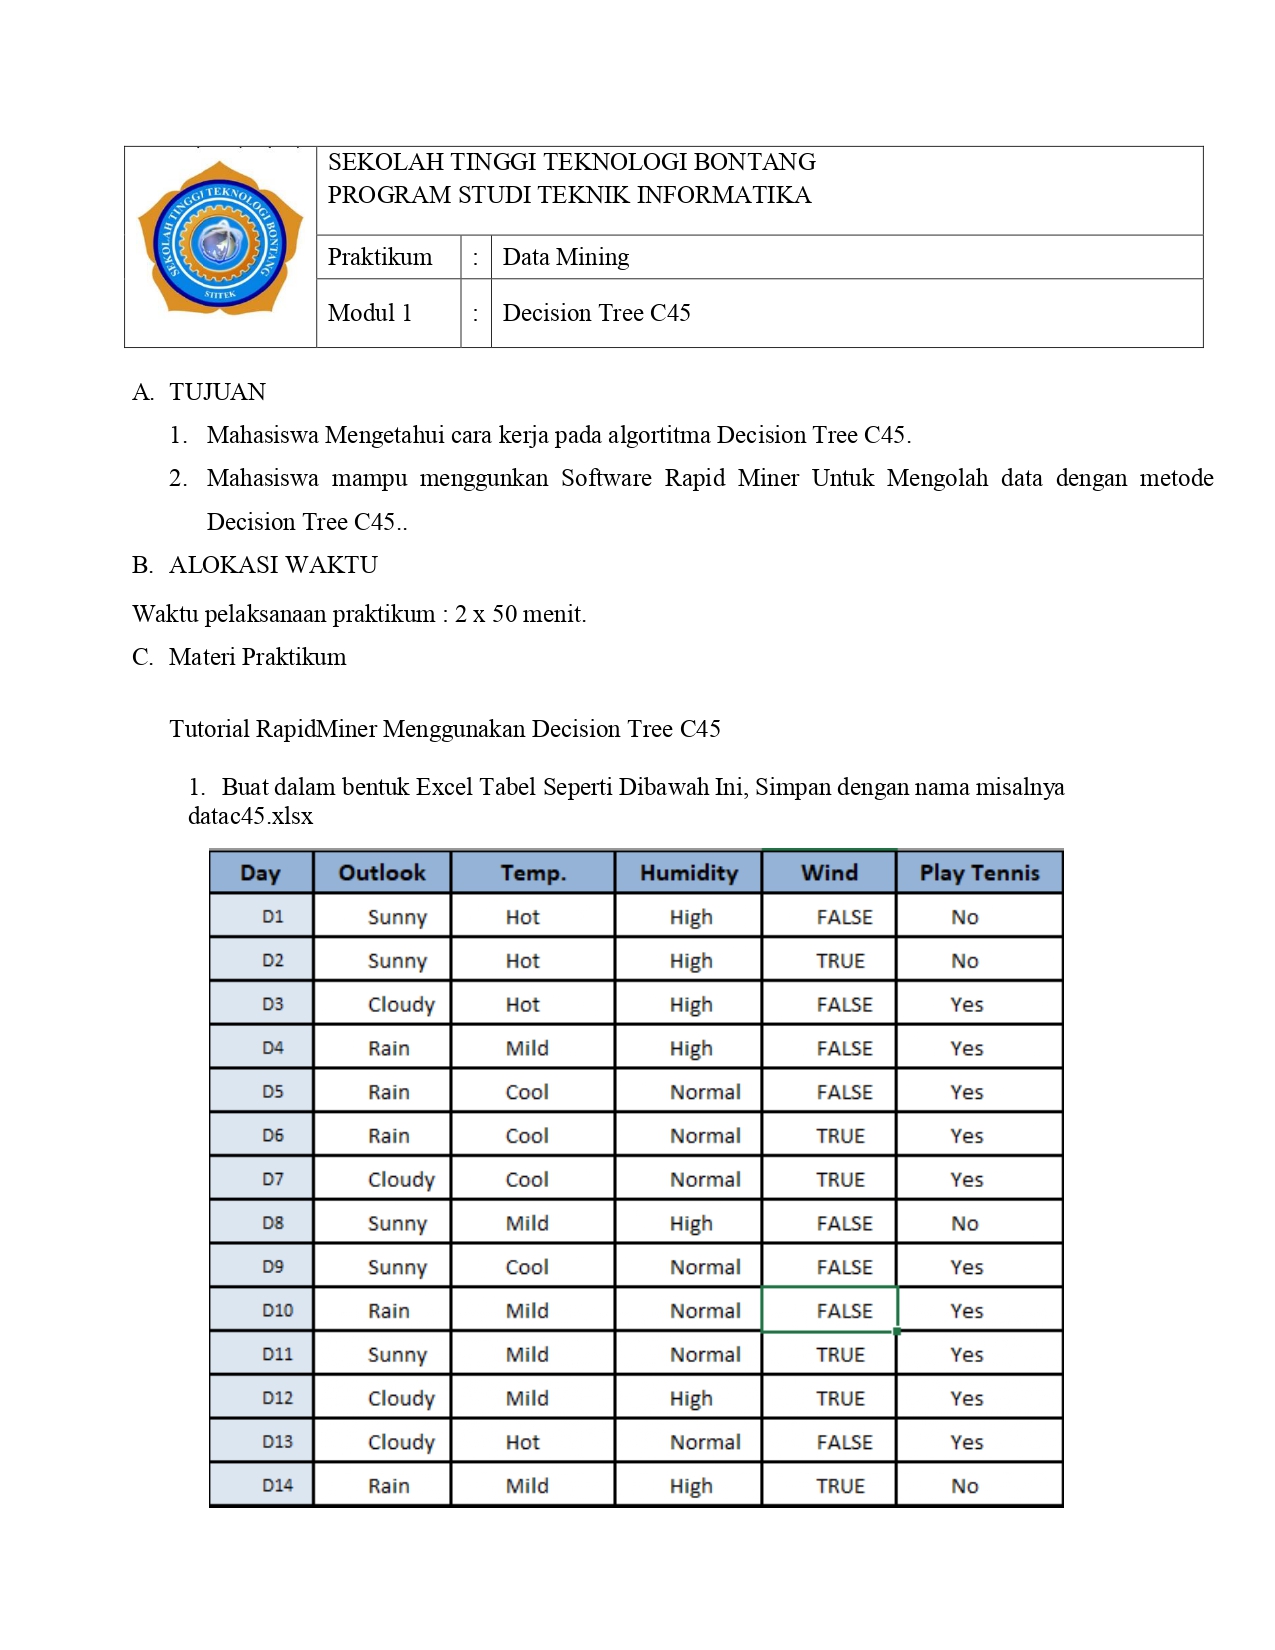 SEKOLAH TINGGI TEKNOLOGI BONTANG
STITEK
SEKOLAH TINGGI TEKNOLOGI BONTANG
PROGRAM STUDI TEKNIK INFORMATIKA
Praktikum : Data Mining
Modul 1 : Decision Tree C45
A. TUJUAN
1. Mahasiswa Mengetahui cara kerja pada algortitma Decision Tree C45.
2. Mahasiswa mampu menggunkan Software Rapid Miner Untuk Mengolah data dengan metode
Decision Tree C45..
B. ALOKASI WAKTU
Waktu pelaksanaan praktikum : 2 x 50 menit.
C. Materi Praktikum
Tutorial RapidMiner Menggunakan Decision Tree C45
1. Buat dalam bentuk Excel Tabel Seperti Dibawah Ini, Simpan dengan nama misalnya
datac45.xlsx
Day Outlook Temp. Humidity Wind Play Tennis
D1 Sunny Hot High FALSE No
D2 Sunny Hot High TRUE No
D3 Cloudy Hot High FALSE Yes
D4 Rain Mild High FALSE Yes
D5 Rain Cool Normal FALSE Yes
D6 Rain Cool Normal TRUE Yes
D7 Cloudy Cool Normal TRUE Yes
D8 Sunny Mild High FALSE No
D9 Sunny Cool Normal FALSE Yes
D10 Rain Mild Normal FALSE Yes
D11 Sunny Mild Normal TRUE Yes
D12 Cloudy Mild High TRUE Yes
D13 Cloudy Hot Normal FALSE Yes
D14 Rain Mild High TRUE No